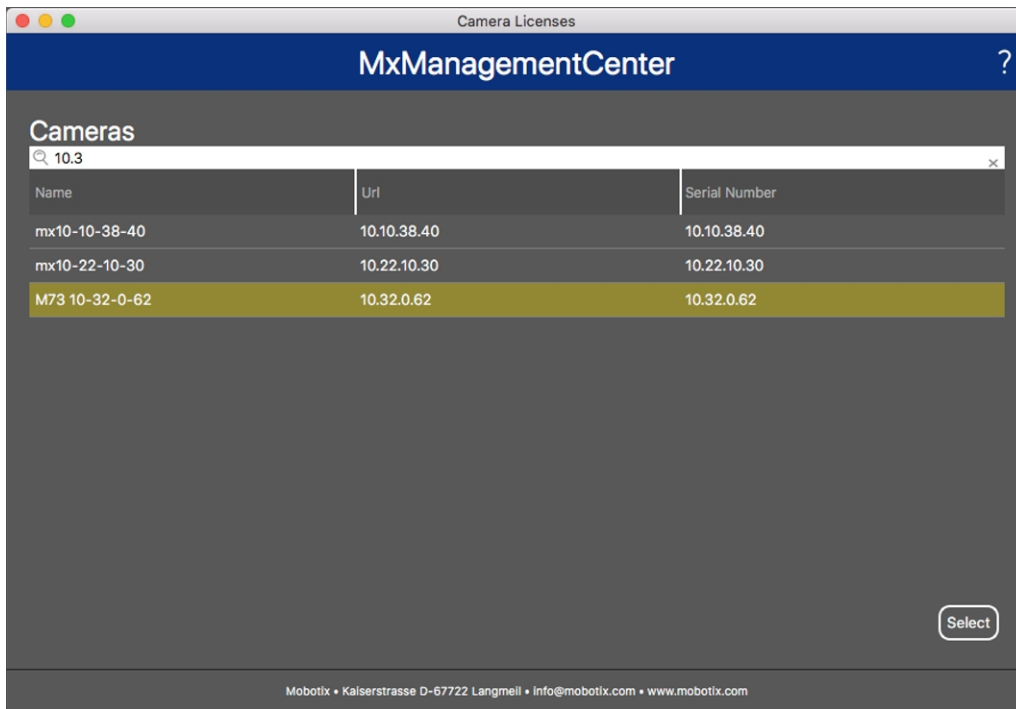 Camera Licenses
MxManagementCenter
?
Cameras
10.3
Name Url Serial Number
mx10-10-38-40 10.10.38.40 10.10.38.40
mx10-22-10-30 10.22.10.30 10.22.10.30
M73 10-32-0-62 10.32.0.62 10.32.0.62
Select
Mobotix • Kaiserstrasse D-67722 Langmeil • info@mobotix.com • www.mobotix.com